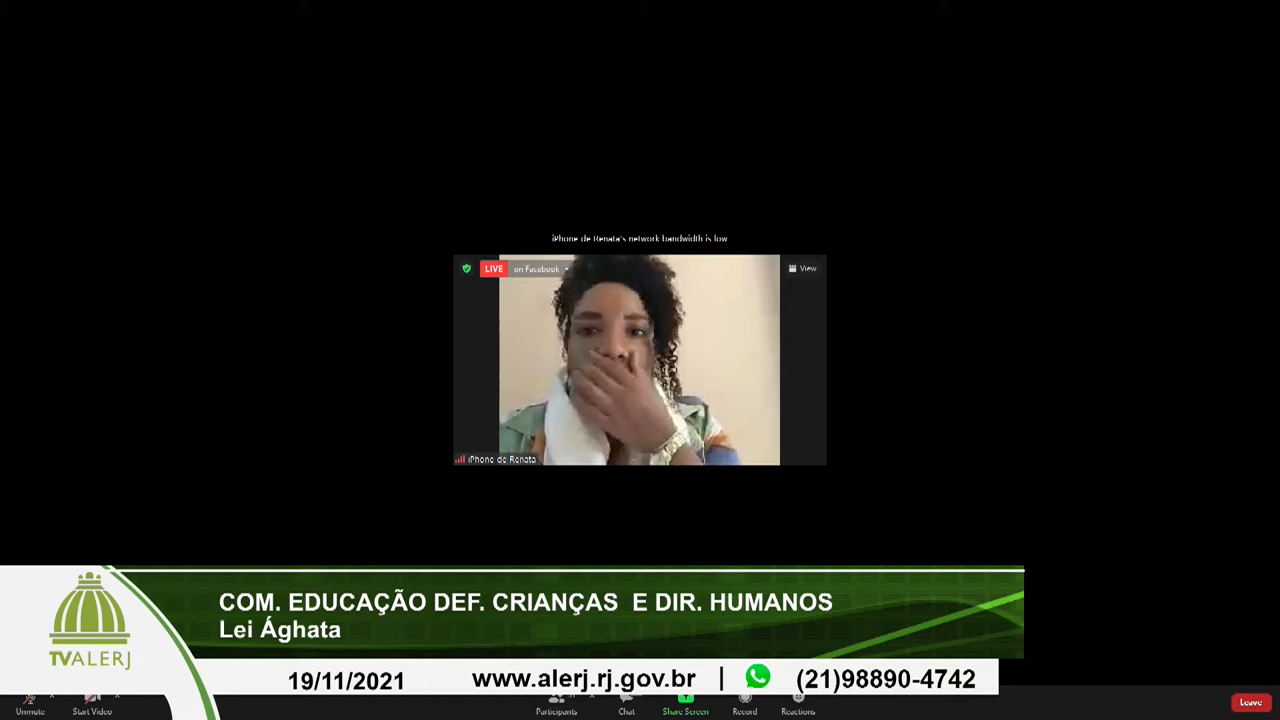 iPhone de Renata's network bandwidth is low
LIVE on Facebook
View
iPhone de Renata
COM. EDUCAÇÃO DEF. CRIANÇAS E DIR. HUMANOS
Lei Ághata
TVALERJ
19/11/2021 www.alerj.rj.gov.br | (21)98890-4742
Unmute Start Video Participants Chat Share Screen Record Reactions Leave